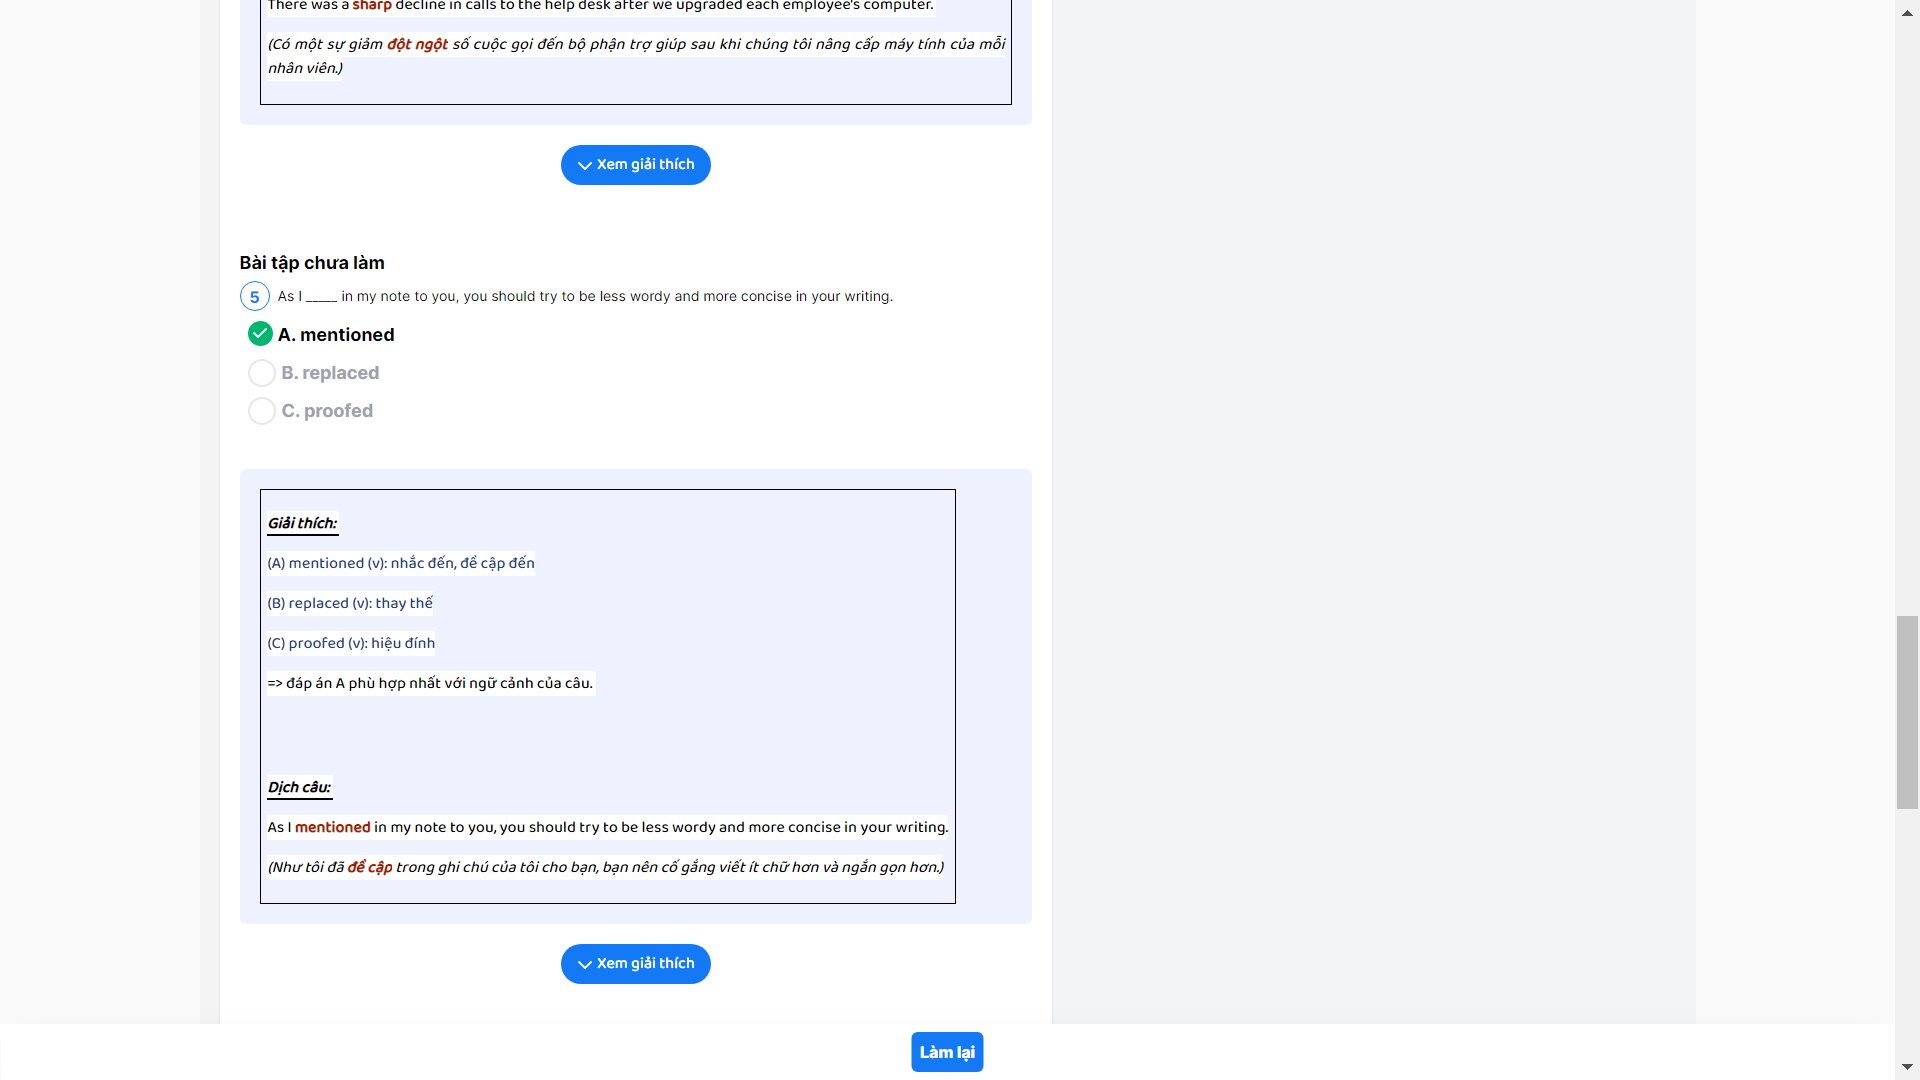 There was a sharp decline in calls to the help desk after we upgraded each employee's computer.
(Có một sự giảm đột ngột số cuộc gọi đến bộ phận trợ giúp sau khi chúng tôi nâng cấp máy tính của mỗi
nhân viên.)
Xem giải thích
Bài tập chưa làm
5 As I _____ in my note to you, you should try to be less wordy and more concise in your writing.
A. mentioned
B. replaced
C. proofed
Giải thích:
(A) mentioned (v): nhắc đến, đề cập đến
(B) replaced (v): thay thế
(C) proofed (v): hiệu đính
=> đáp án A phù hợp nhất với ngữ cảnh của câu.
Dịch câu:
As I mentioned in my note to you, you should try to be less wordy and more concise in your writing.
(Như tôi đã đề cập trong ghi chú của tôi cho bạn, bạn nên cố gắng viết ít chữ hơn và ngắn gọn hơn.)
Xem giải thích
Làm lại